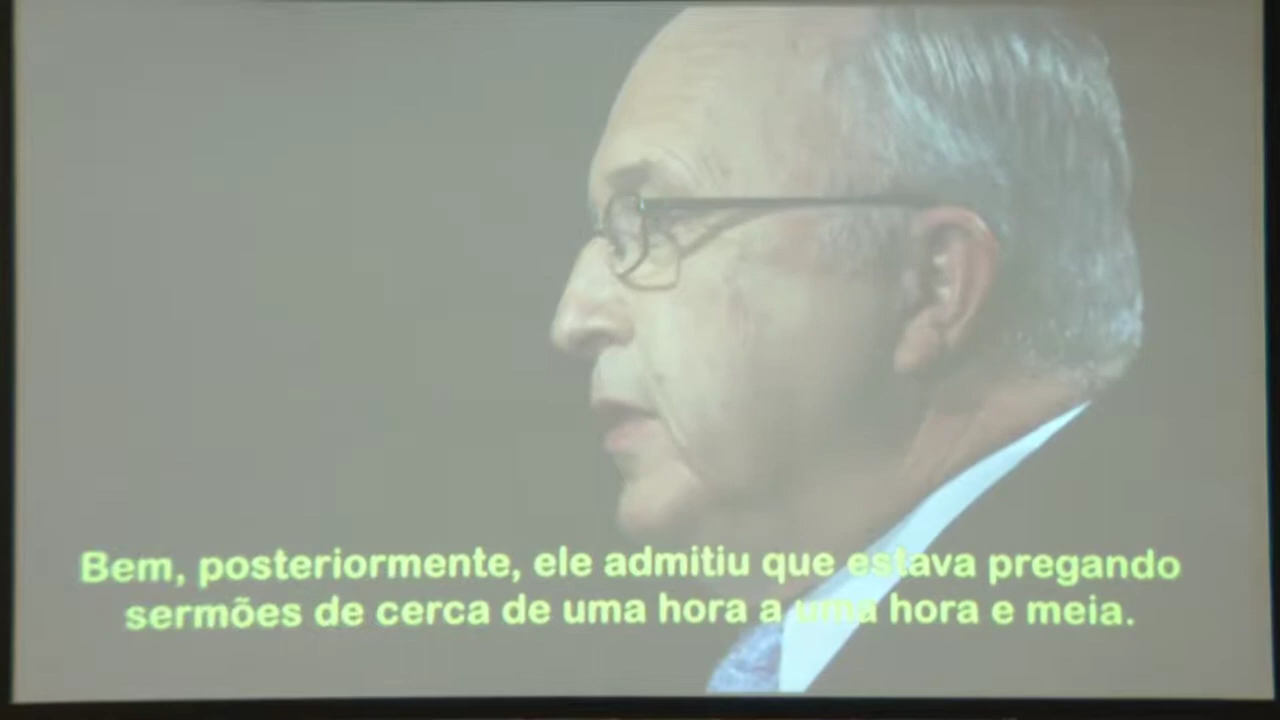 Bem, posteriormente, ele admitiu que estava pregando
sermões de cerca de uma hora a uma hora e meia.